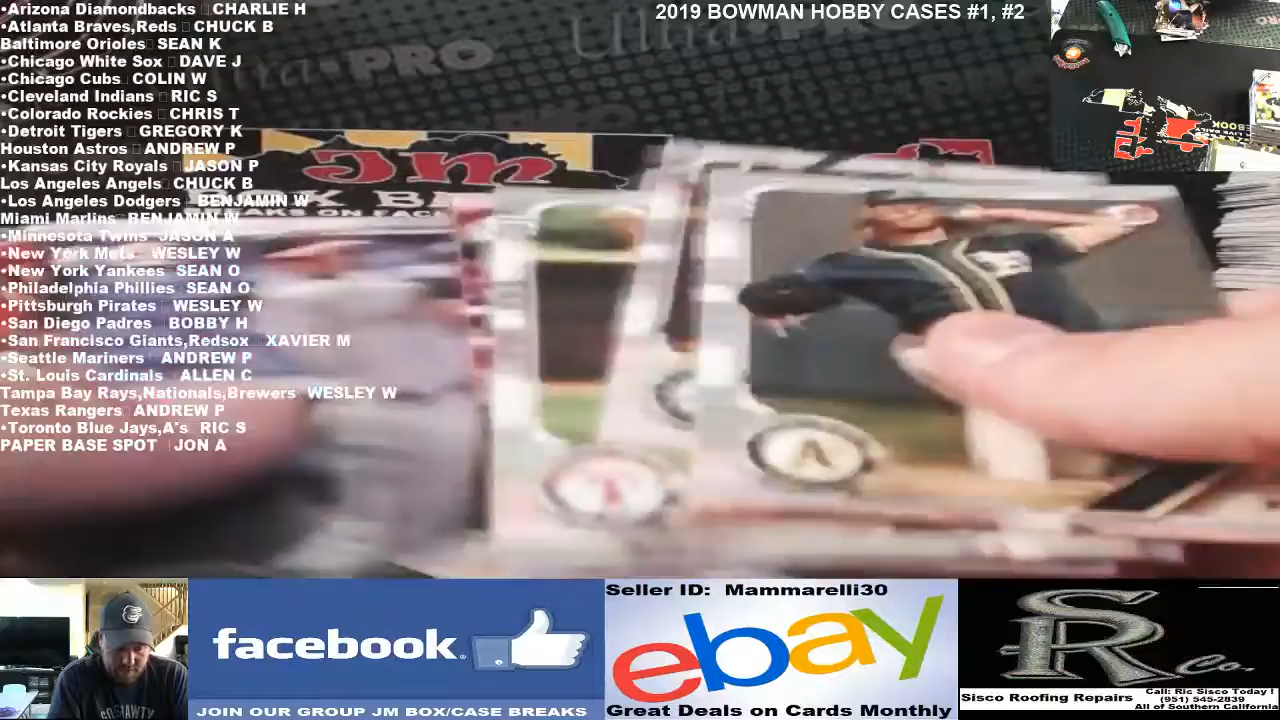 •Arizona Diamondbacks CHARLIE H
•Atlanta Braves,Reds CHUCK B
Baltimore Orioles SEAN K
•Chicago White Sox DAVE J
•Chicago Cubs COLIN W
•Cleveland Indians RIC S
•Colorado Rockies CHRIS T
•Detroit Tigers GREGORY K
Houston Astros ANDREW P
•Kansas City Royals JASON P
Los Angeles Angels CHUCK B
•Los Angeles Dodgers BENJAMIN W
Miami Marlins BENJAMIN W
•Minnesota Twins JASON A
•New York Mets WESLEY W
•New York Yankees SEAN O
•Philadelphia Phillies SEAN O
•Pittsburgh Pirates WESLEY W
•San Diego Padres BOBBY H
•San Francisco Giants,Redsox XAVIER M
•Seattle Mariners ANDREW P
•St. Louis Cardinals ALLEN C
Tampa Bay Rays,Nationals,Brewers WESLEY W
Texas Rangers ANDREW P
•Toronto Blue Jays,A's RIC S
PAPER BASE SPOT JON A
2019 BOWMAN HOBBY CASES #1, #2
PRO
JM
A
facebook.
JOIN OUR GROUP JM BOX/CASE BREAKS
Seller ID: Mammarelli30
ebay
Great Deals on Cards Monthly
SR Co.
Sisco Roofing Repairs
Call: Ric Sisco Today !
(951) 545-2839
All of Southern California